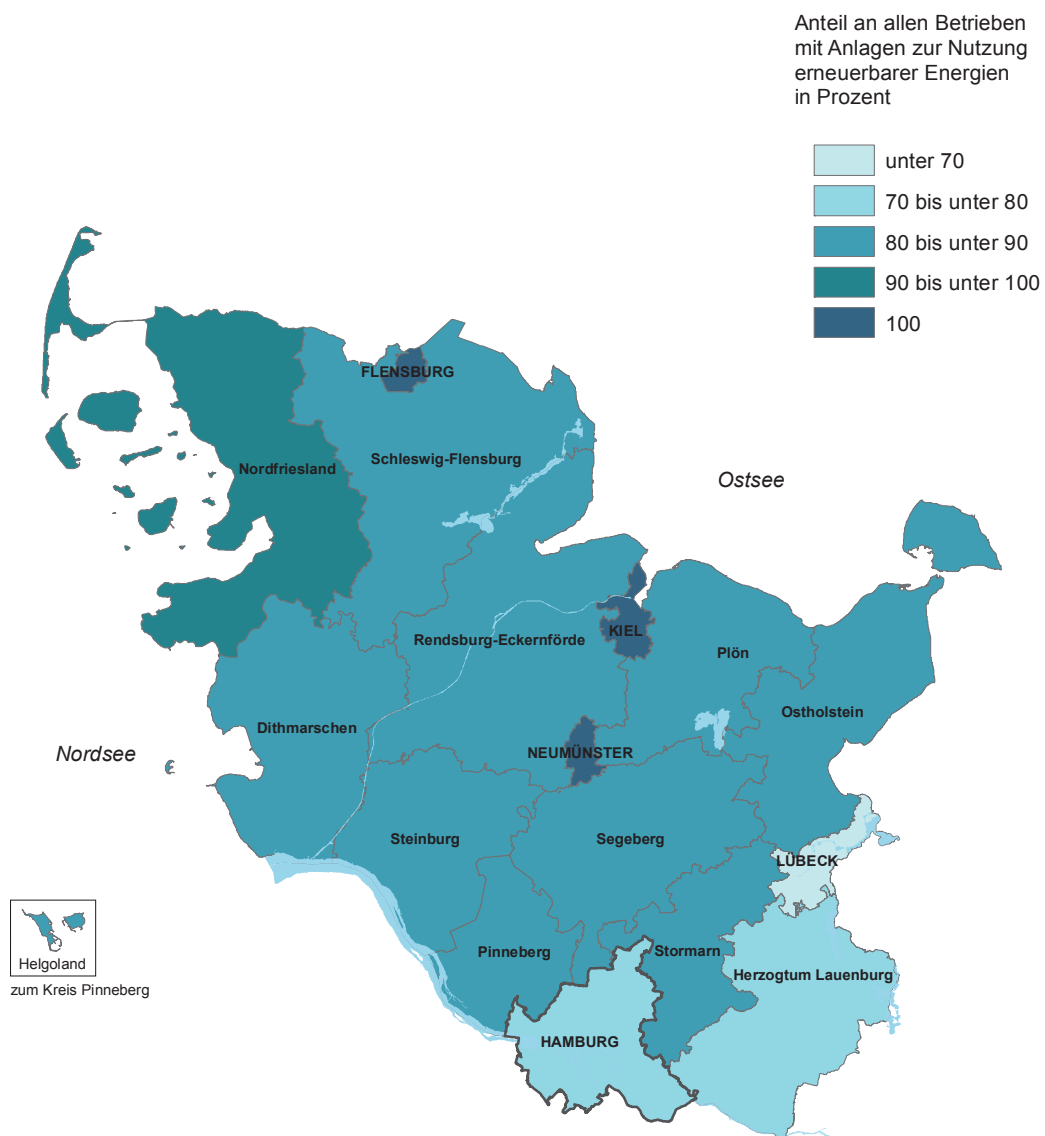 Anteil an allen Betrieben
mit Anlagen zur Nutzung
erneuerbarer Energien
in Prozent
unter 70
70 bis unter 80
80 bis unter 90
90 bis unter 100
100
FLENSBURG
Schleswig-Flensburg
Nordfriesland
Ostsee
KIEL
Rendsburg-Eckernförde
Plön
Ostholstein
Dithmarschen
Nordsee
NEUMÜNSTER
Steinburg
Segeberg
LÜBECK
Pinneberg
Stormarn
Helgoland
zum Kreis Pinneberg
Herzogtum Lauenburg
HAMBURG